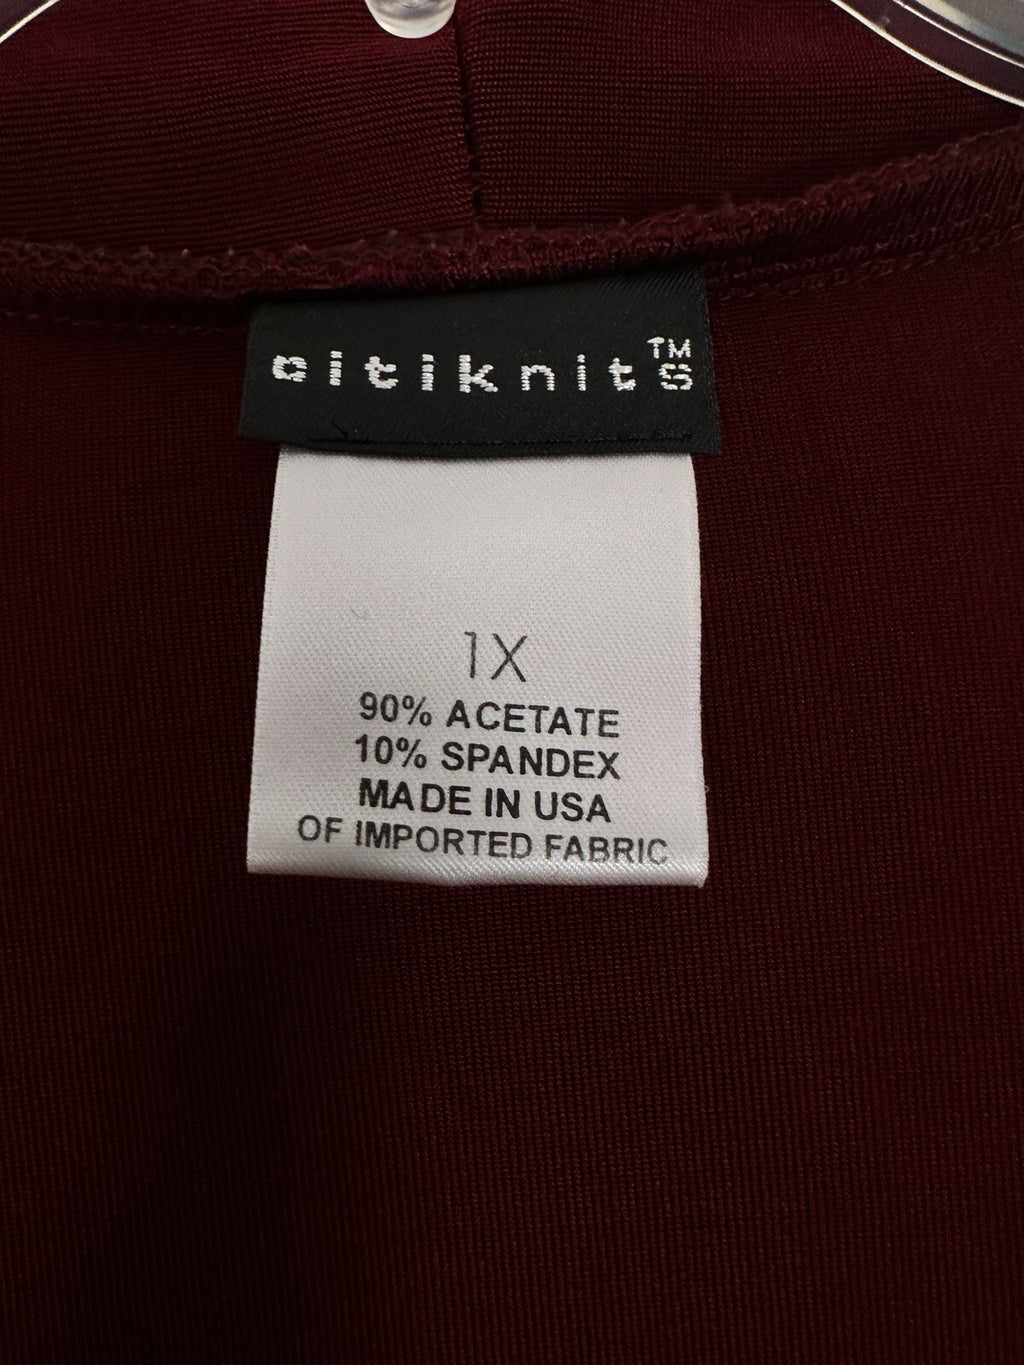 citiknits™
1X
90% ACETATE
10% SPANDEX
MADE IN USA
OF IMPORTED FABRIC